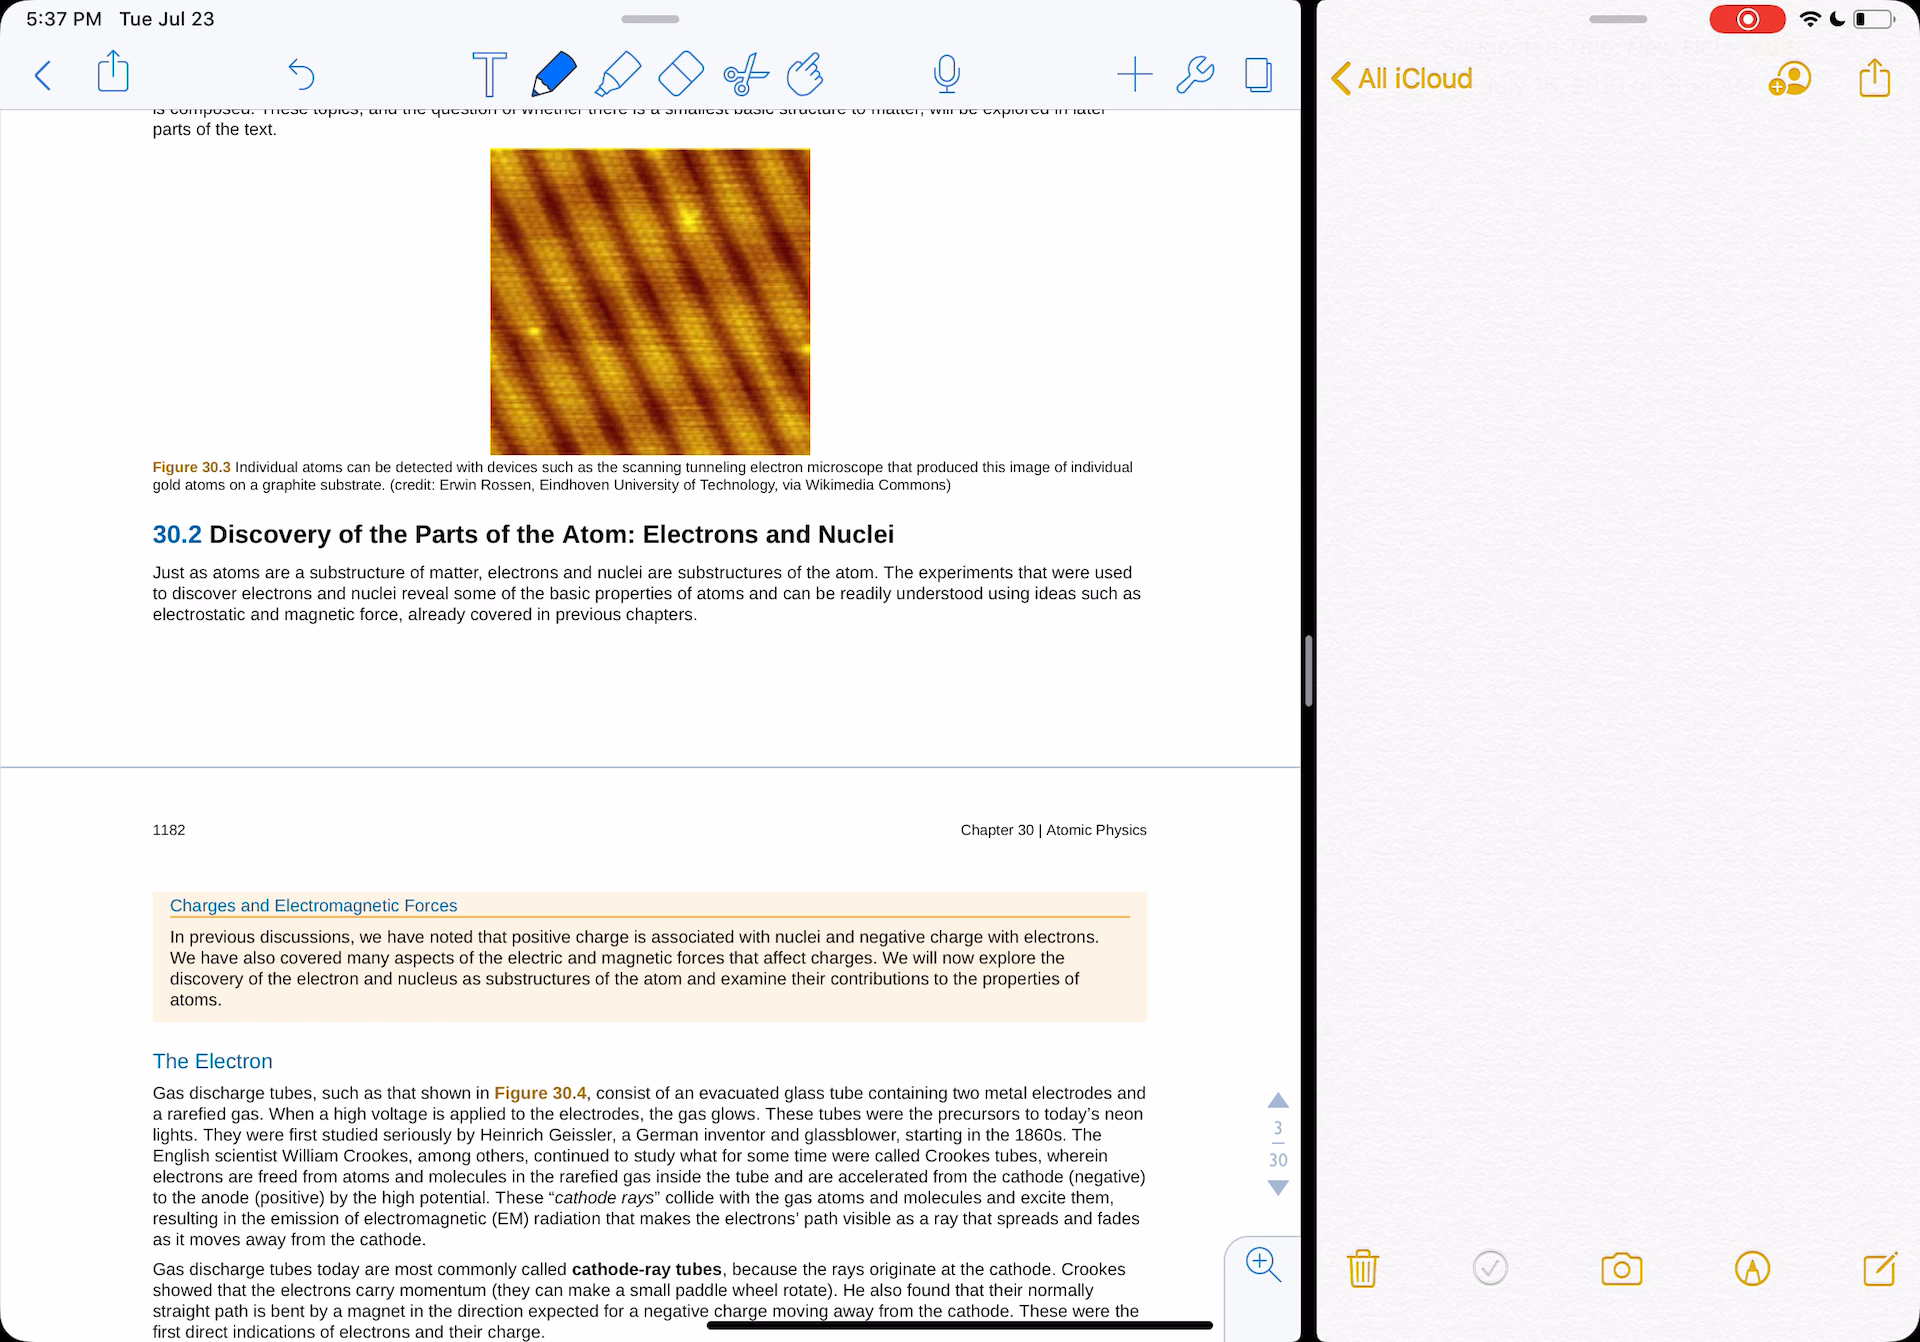 5:37 PM Tue Jul 23
All iCloud
is composed. These topics, and the question of whether there is a smallest basic structure to matter, will be explored in later
parts of the text.
Figure 30.3 Individual atoms can be detected with devices such as the scanning tunneling electron microscope that produced this image of individual
gold atoms on a graphite substrate. (credit: Erwin Rossen, Eindhoven University of Technology, via Wikimedia Commons)
30.2 Discovery of the Parts of the Atom: Electrons and Nuclei
Just as atoms are a substructure of matter, electrons and nuclei are substructures of the atom. The experiments that were used
to discover electrons and nuclei reveal some of the basic properties of atoms and can be readily understood using ideas such as
electrostatic and magnetic force, already covered in previous chapters.
1182
Chapter 30 | Atomic Physics
Charges and Electromagnetic Forces
In previous discussions, we have noted that positive charge is associated with nuclei and negative charge with electrons.
We have also covered many aspects of the electric and magnetic forces that affect charges. We will now explore the
discovery of the electron and nucleus as substructures of the atom and examine their contributions to the properties of
atoms.
The Electron
Gas discharge tubes, such as that shown in Figure 30.4, consist of an evacuated glass tube containing two metal electrodes and
a rarefied gas. When a high voltage is applied to the electrodes, the gas glows. These tubes were the precursors to today's neon
lights. They were first studied seriously by Heinrich Geissler, a German inventor and glassblower, starting in the 1860s. The
English scientist William Crookes, among others, continued to study what for some time were called Crookes tubes, wherein
electrons are freed from atoms and molecules in the rarefied gas inside the tube and are accelerated from the cathode (negative)
to the anode (positive) by the high potential. These “cathode rays” collide with the gas atoms and molecules and excite them,
resulting in the emission of electromagnetic (EM) radiation that makes the electrons' path visible as a ray that spreads and fades
as it moves away from the cathode.
Gas discharge tubes today are most commonly called cathode-ray tubes, because the rays originate at the cathode. Crookes
showed that the electrons carry momentum (they can make a small paddle wheel rotate). He also found that their normally
straight path is bent by a magnet in the direction expected for a negative charge moving away from the cathode. These were the
first direct indications of electrons and their charge.
3
30